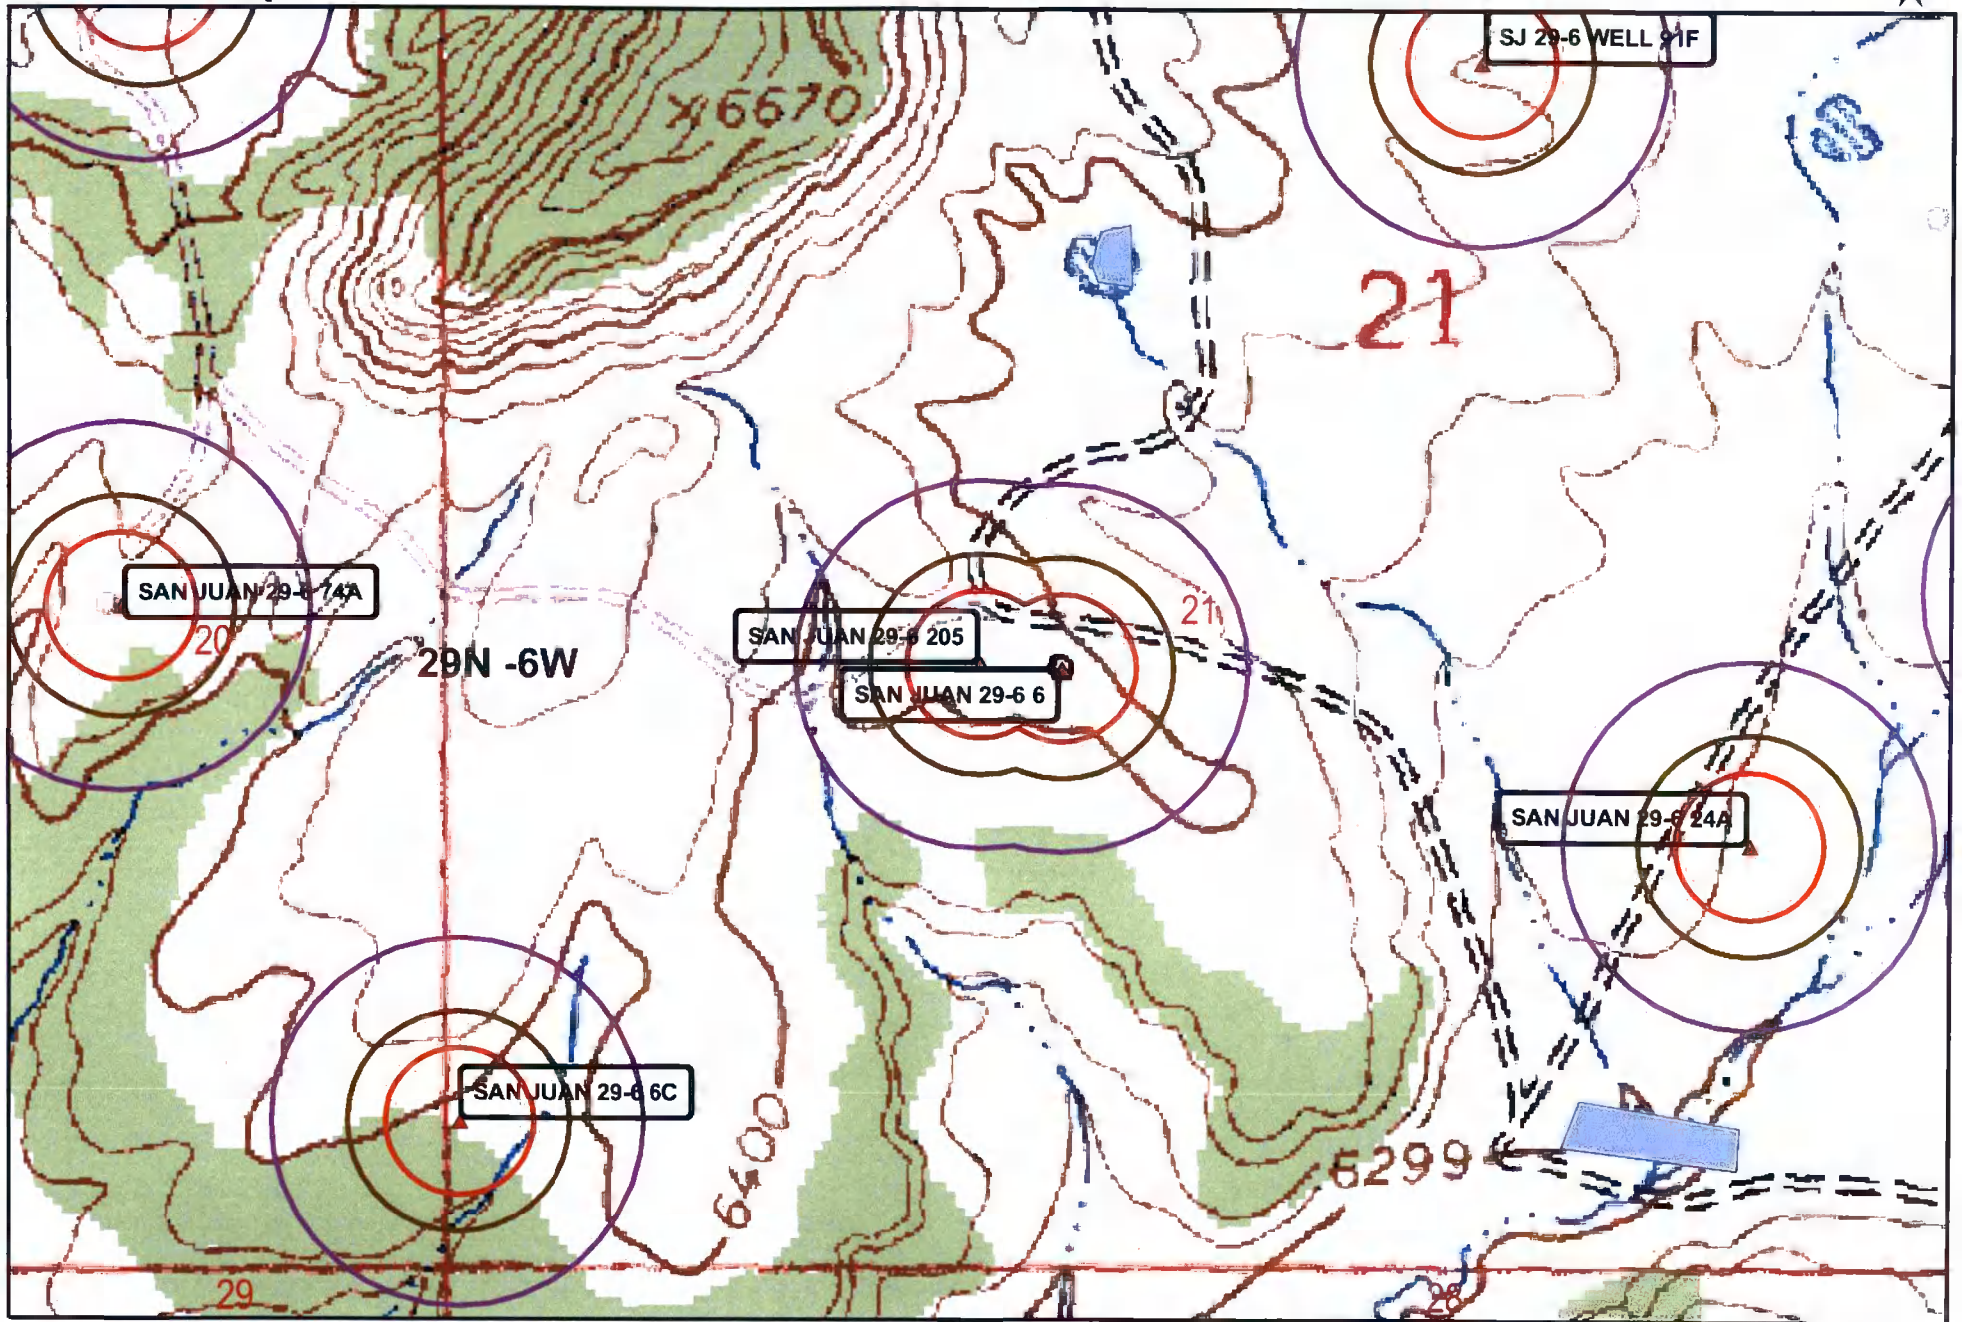 SJ 29-6 WELL 91F
x6670
21
SAN JUAN 29-6 74A
20
29N -6W
SAN JUAN 29-6 205
21
SAN JUAN 29-6 6
SAN JUAN 29-6 24A
SAN JUAN 29-6 6C
6400
6299
29
28